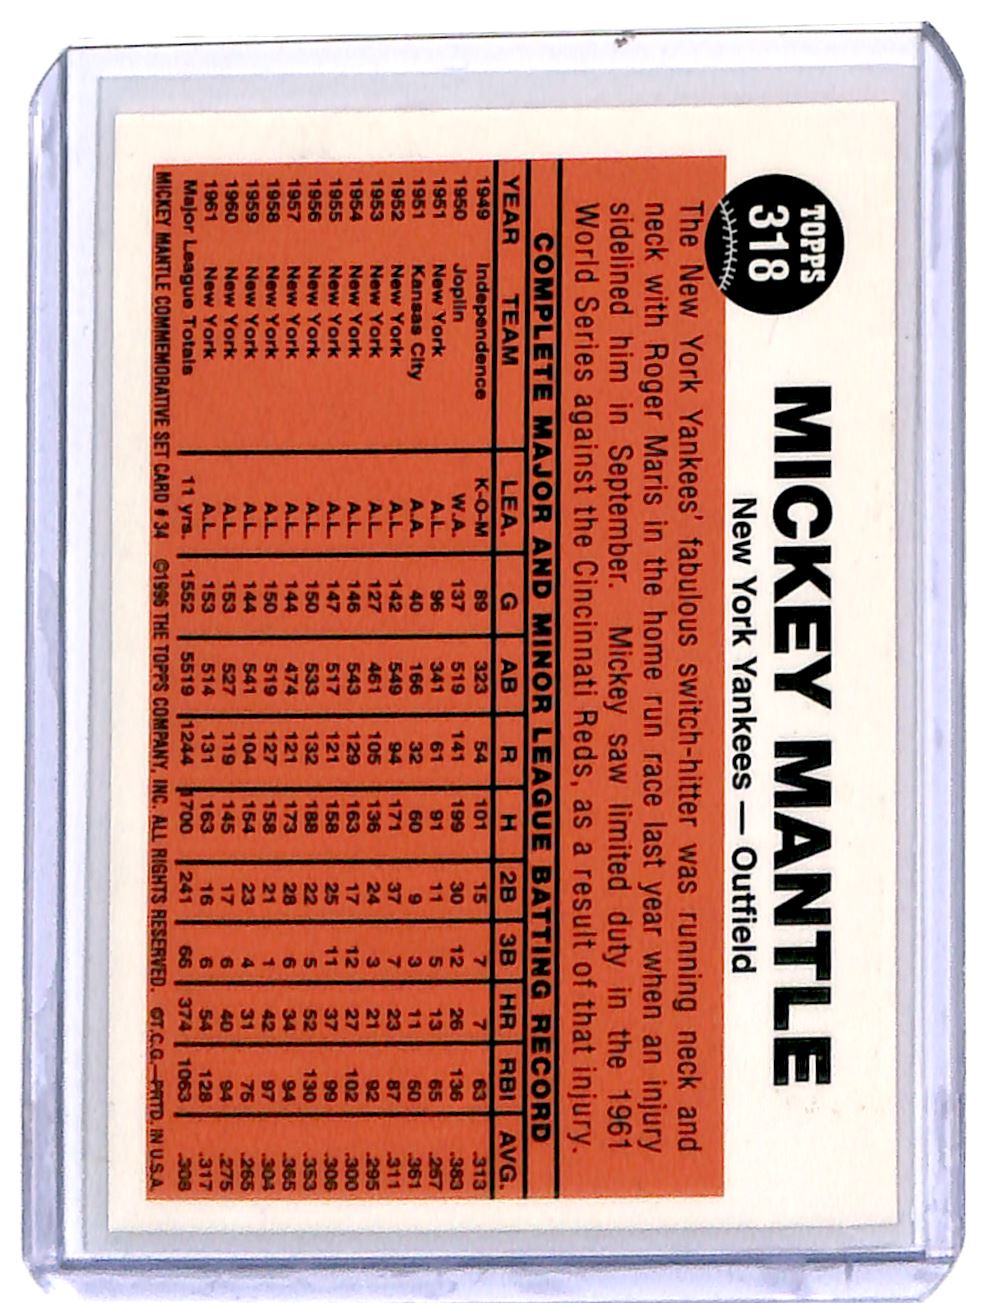 TOPPS
318
MICKEY MANTLE
New York Yankees — Outfield
The New York Yankees' fabulous switch-hitter was running neck and
neck with Roger Maris in the home run race last year when an injury
sidelined him in September. Mickey saw limited duty in the 1961
World Series against the Cincinnati Reds, as a result of that injury.
COMPLETE MAJOR AND MINOR LEAGUE BATTING RECORD
YEAR TEAM LEA. G AB R H 2B 3B HR RBI AVG.
1949 Independence K-O-M 89 323 54 101 15 7 7 63 .313
1950 Joplin W.A. 137 519 141 199 30 12 26 136 .383
1951 New York A.L. 96 341 61 91 11 5 13 65 .267
1951 Kansas City A.A. 40 166 32 60 9 3 11 50 .361
1952 New York A.L. 142 549 94 171 37 7 23 87 .311
1953 New York A.L. 127 461 105 136 24 3 21 92 .295
1954 New York A.L. 146 543 129 163 17 12 27 102 .300
1955 New York A.L. 147 517 121 158 25 11 37 99 .306
1956 New York A.L. 150 533 132 188 22 5 52 130 .353
1957 New York A.L. 144 474 121 173 28 6 34 94 .365
1958 New York A.L. 150 519 127 158 21 1 42 97 .304
1959 New York A.L. 144 541 104 154 23 4 31 75 .265
1960 New York A.L. 153 527 119 145 17 6 40 94 .275
1961 New York A.L. 153 514 131 163 16 6 54 128 .317
Major League Totals 11 yrs. 1552 5519 1244 1700 241 66 374 1063 .308
MICKEY MANTLE COMMEMORATIVE SET CARD # 34 ©1996 THE TOPPS COMPANY, INC. ALL RIGHTS RESERVED. ©T.C.G.—PRTD. IN U.S.A.